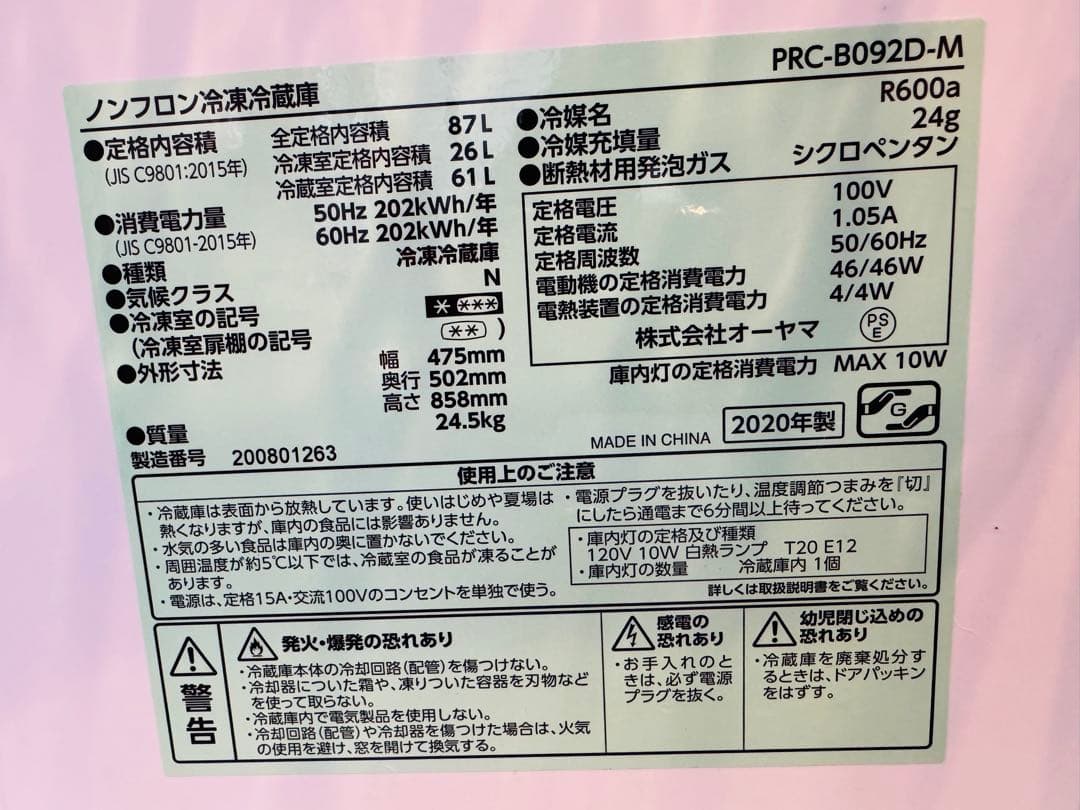 PRC-B092D-M
ノンフロン冷凍冷蔵庫
●定格内容積 全定格内容積 87L
(JIS C9801:2015年) 冷凍室定格内容積 26L
冷蔵室定格内容積 61L
●消費電力量 50Hz 202kWh/年
(JIS C9801-2015年) 60Hz 202kWh/年
●種類 冷凍冷蔵庫
●気候クラス N
●冷凍室の記号
(冷凍室扉棚の記号 )
●外形寸法 幅 475mm
奥行 502mm
高さ 858mm
●質量 24.5kg
製造番号 200801263
●冷媒名 R600a
●冷媒充填量 24g
●断熱材用発泡ガス シクロペンタン
定格電圧 100V
定格電流 1.05A
定格周波数 50/60Hz
電動機の定格消費電力 46/46W
電熱装置の定格消費電力 4/4W
株式会社オーヤマ PSE
庫内灯の定格消費電力 MAX 10W
MADE IN CHINA 2020年製 G
使用上のご注意
・冷蔵庫は表面から放熱しています。使いはじめや夏場は
熱くなりますが、庫内の食品には影響ありません。
・水気の多い食品は庫内の奥に置かないでください。
・周囲温度が約5℃以下では、冷蔵室の食品が凍ることが
あります。
・電源は、定格15A・交流100Vのコンセントを単独で使う。
・電源プラグを抜いたり、温度調節つまみを『切』
にしたら通電まで6分間以上待ってください。
・庫内灯の定格及び種類
120V 10W 白熱ランプ T20 E12
・庫内灯の数量 冷蔵庫内 1個
詳しくは取扱説明書をご覧ください。
警告
発火・爆発の恐れあり
・冷蔵庫本体の冷却回路(配管)を傷つけない。
・冷却器についた霜や、凍りついた容器を刃物など
を使って取らない。
・冷蔵庫内で電気製品を使用しない。
・冷却回路(配管)や冷却器を傷つけた場合は、火気
の使用を避け、窓を開けて換気する。
感電の
恐れあり
・お手入れのと
きは、必ず電源
プラグを抜く。
幼児閉じ込めの
恐れあり
・冷蔵庫を廃棄処分す
るときは、ドアパッキン
をはずす。